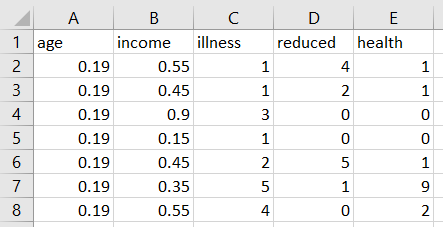 A B C D E
1 age income illness reduced health
2 0.19 0.55 1 4 1
3 0.19 0.45 1 2 1
4 0.19 0.9 3 0 0
5 0.19 0.15 1 0 0
6 0.19 0.45 2 5 1
7 0.19 0.35 5 1 9
8 0.19 0.55 4 0 2